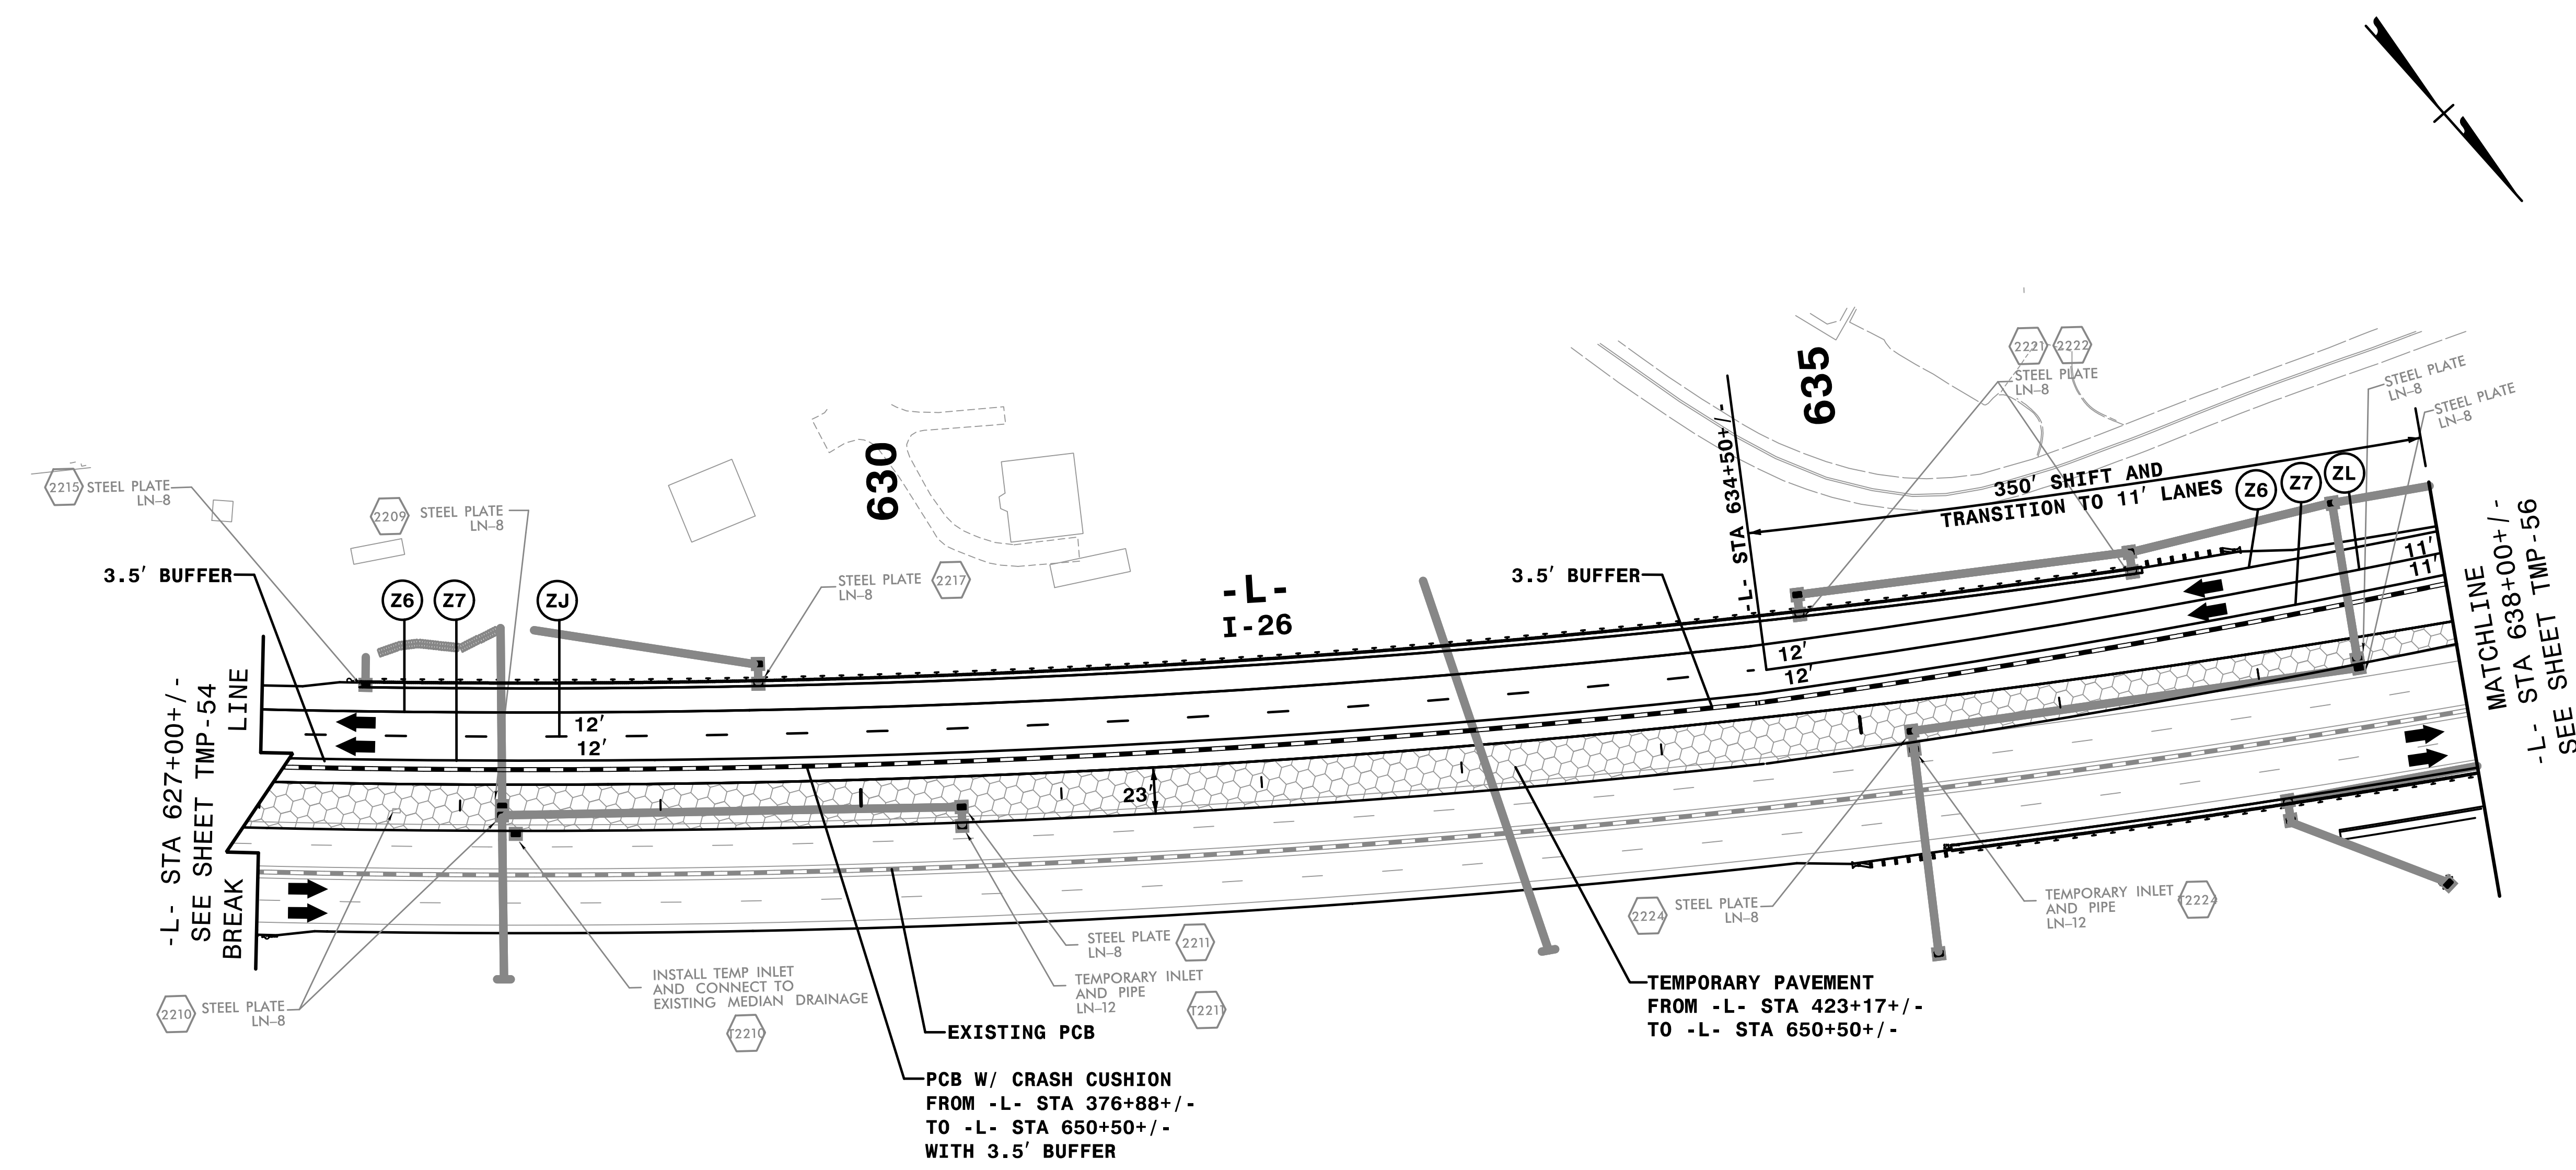 2215
STEEL PLATE
LN-8
2209
STEEL PLATE
LN-8
3.5' BUFFER
Z6
Z7
ZJ
630
STEEL PLATE
LN-8
2217
-L-
I-26
3.5' BUFFER
-L- STA 634+50+/-
635
2221
2222
STEEL PLATE
LN-8
STEEL PLATE
LN-8
STEEL PLATE
LN-8
350' SHIFT AND
TRANSITION TO 11' LANES
Z6
Z7
ZL
11'
11'
12'
12'
12'
12'
23'
-L- STA 627+00+/-
SEE SHEET TMP-54
BREAK LINE
MATCHLINE
-L- STA 638+00+/-
SEE SHEET TMP-56
2210
STEEL PLATE
LN-8
INSTALL TEMP INLET
AND CONNECT TO
EXISTING MEDIAN DRAINAGE
T2210
STEEL PLATE
LN-8
2211
TEMPORARY INLET
AND PIPE
LN-12
T2211
EXISTING PCB
PCB W/ CRASH CUSHION
FROM -L- STA 376+88+/-
TO -L- STA 650+50+/-
WITH 3.5' BUFFER
2224
STEEL PLATE
LN-8
TEMPORARY INLET
AND PIPE
LN-12
T2224
TEMPORARY PAVEMENT
FROM -L- STA 423+17+/-
TO -L- STA 650+50+/-